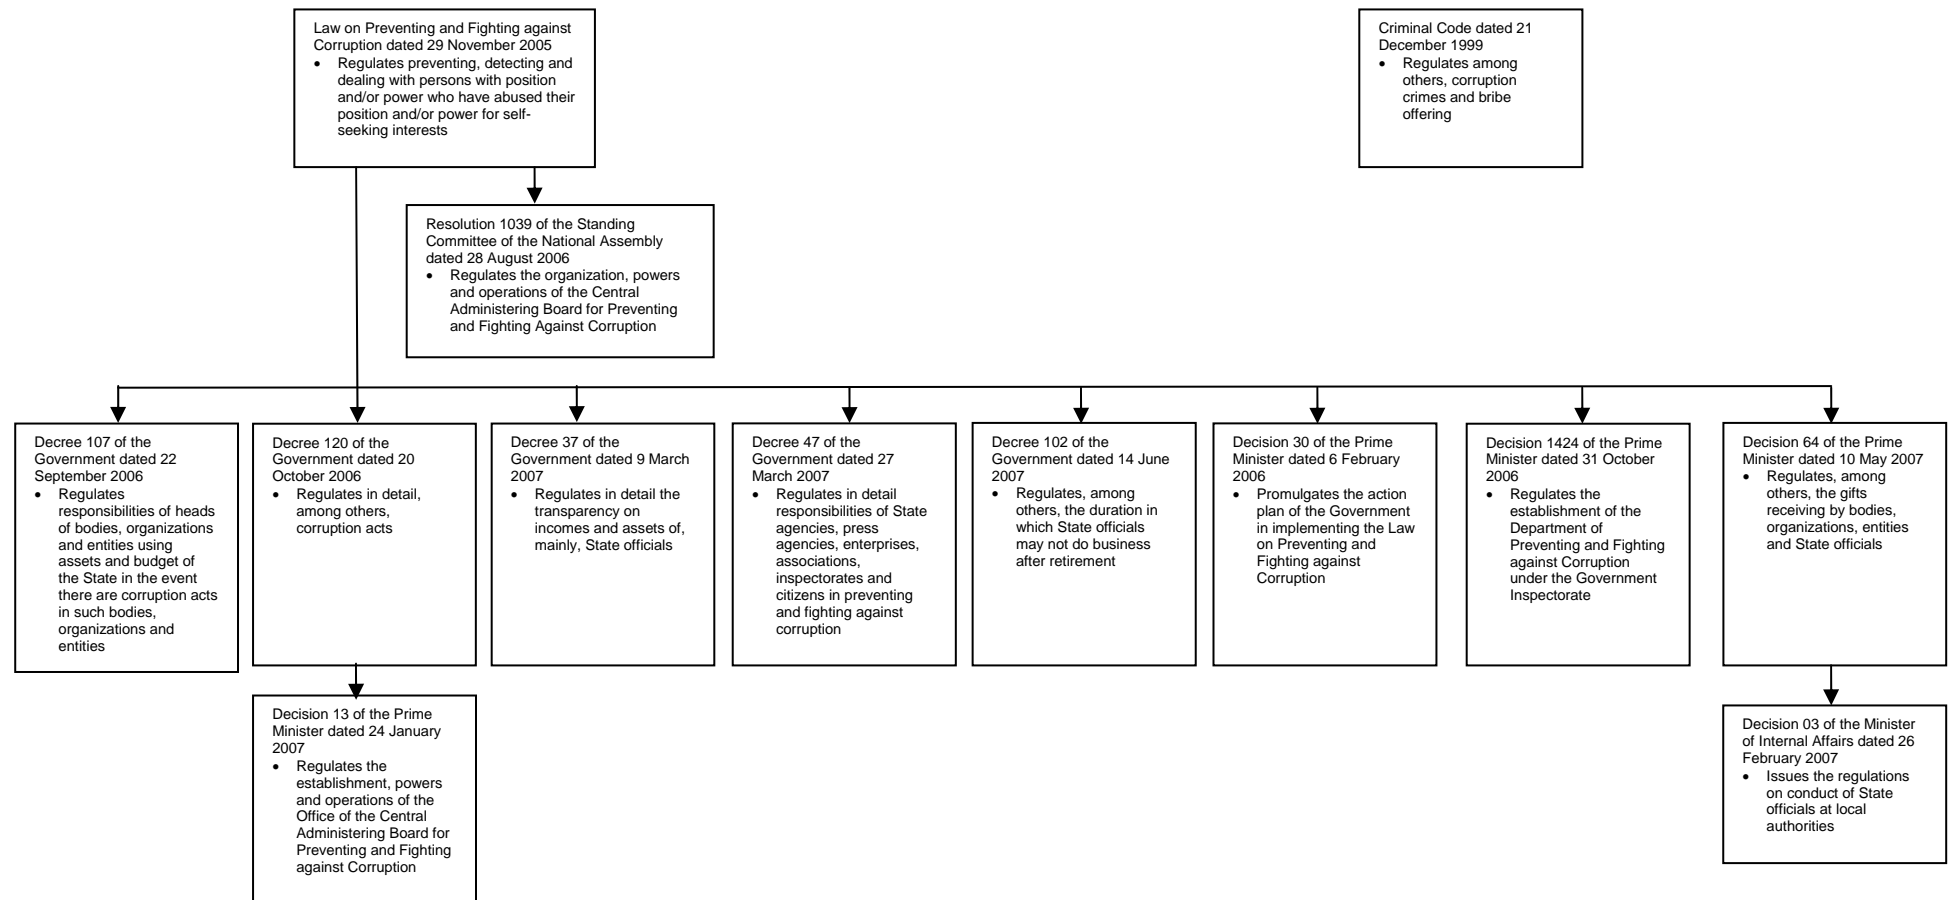 Law on Preventing and Fighting against
Corruption dated 29 November 2005
• Regulates preventing, detecting and
dealing with persons with position
and/or power who have abused their
position and/or power for self-
seeking interests
Criminal Code dated 21
December 1999
• Regulates among
others, corruption
crimes and bribe
offering
Resolution 1039 of the Standing
Committee of the National Assembly
dated 28 August 2006
• Regulates the organization, powers
and operations of the Central
Administering Board for Preventing
and Fighting Against Corruption
Decree 107 of the
Government dated 22
September 2006
• Regulates
responsibilities of heads
of bodies, organizations
and entities using
assets and budget of
the State in the event
there are corruption acts
in such bodies,
organizations and
entities
Decree 120 of the
Government dated 20
October 2006
• Regulates in detail,
among others,
corruption acts
Decree 37 of the
Government dated 9 March
2007
• Regulates in detail the
transparency on
incomes and assets of,
mainly, State officials
Decree 47 of the
Government dated 27
March 2007
• Regulates in detail
responsibilities of State
agencies, press
agencies, enterprises,
associations,
inspectorates and
citizens in preventing
and fighting against
corruption
Decree 102 of the
Government dated 14 June
2007
• Regulates, among
others, the duration in
which State officials
may not do business
after retirement
Decision 30 of the Prime
Minister dated 6 February
2006
• Promulgates the action
plan of the Government
in implementing the Law
on Preventing and
Fighting against
Corruption
Decision 1424 of the Prime
Minister dated 31 October
2006
• Regulates the
establishment of the
Department of
Preventing and Fighting
against Corruption
under the Government
Inspectorate
Decision 64 of the Prime
Minister dated 10 May 2007
• Regulates, among
others, the gifts
receiving by bodies,
organizations, entities
and State officials
Decision 13 of the Prime
Minister dated 24 January
2007
• Regulates the
establishment, powers
and operations of the
Office of the Central
Administering Board for
Preventing and Fighting
against Corruption
Decision 03 of the Minister
of Internal Affairs dated 26
February 2007
• Issues the regulations
on conduct of State
officials at local
authorities